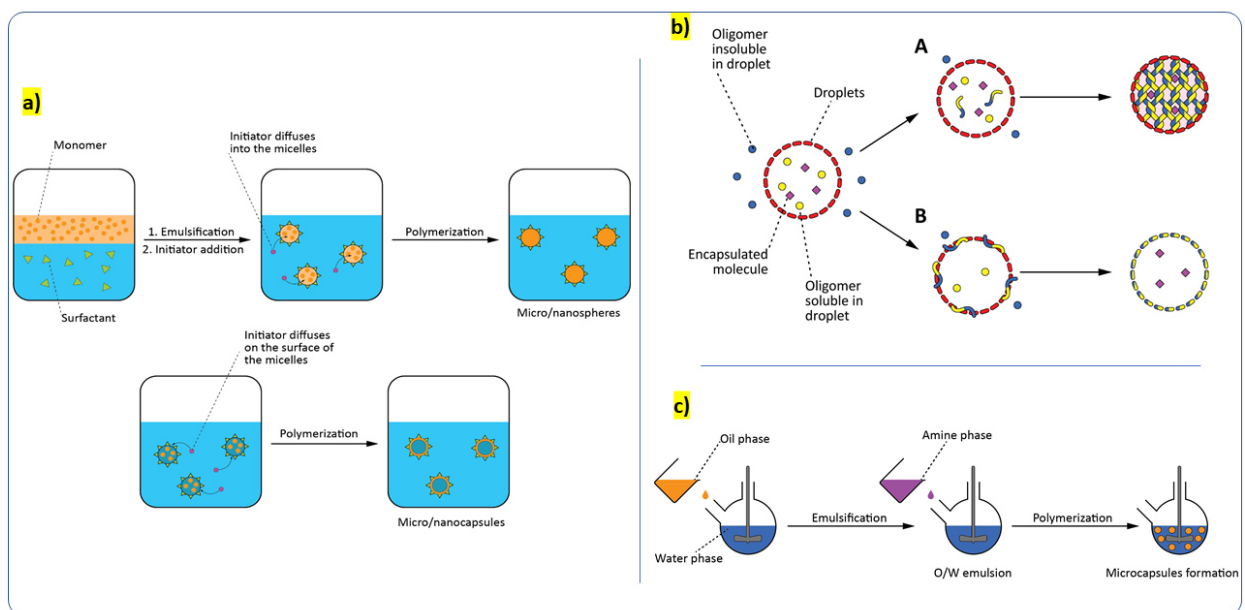 a)
Monomer
Surfactant
1. Emulsification
2. Initiator addition
Initiator diffuses
into the micelles
Polymerization
Micro/nanospheres
Initiator diffuses
on the surface of
the micelles
Polymerization
Micro/nanocapsules
b)
Oligomer
insoluble
in droplet
Droplets
Encapsulated
molecule
Oligomer
soluble in
droplet
A
B
c)
Oil phase
Water phase
Emulsification
Amine phase
O/W emulsion
Polymerization
Microcapsules formation